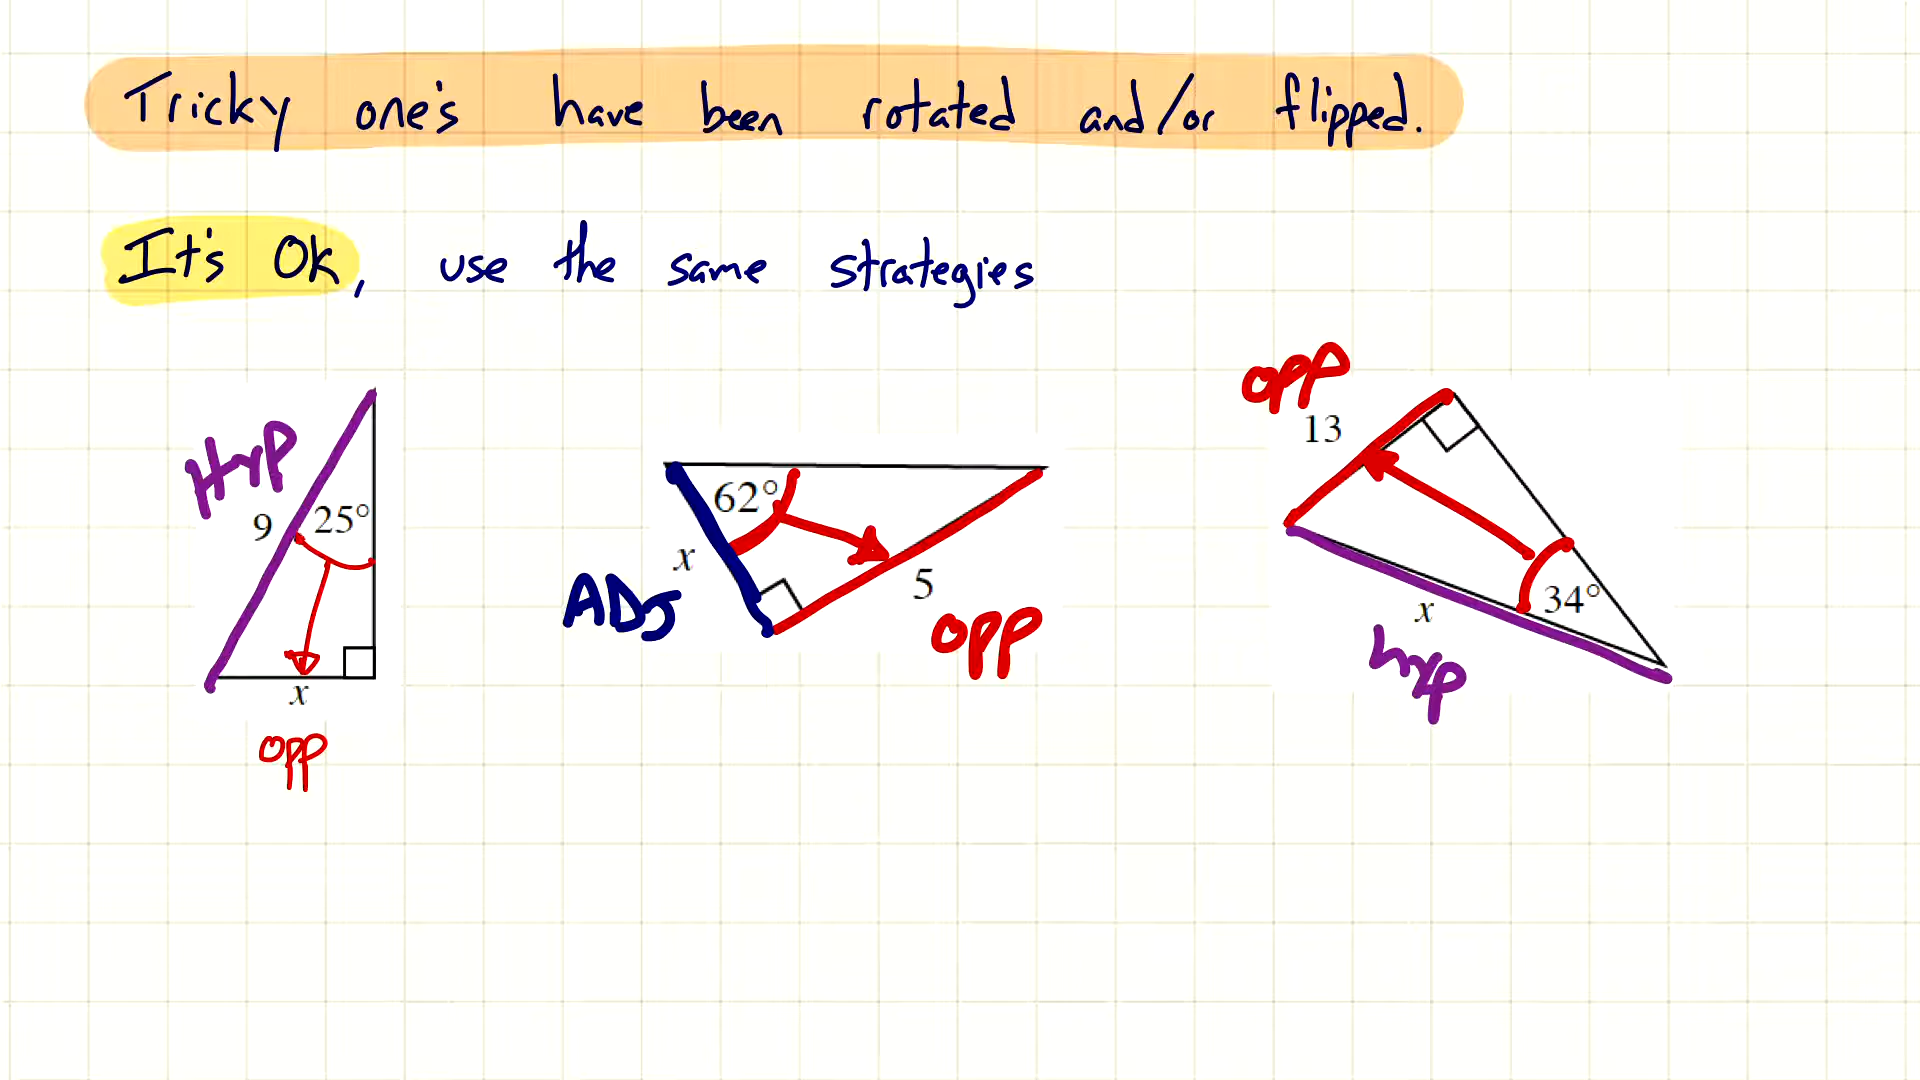 Tricky one's have been rotated and/or flipped.
It's Ok, use the same strategies
HYP
9
25°
x
opp
62°
x
ADJ
5
OPP
OPP
13
34°
x
hyp